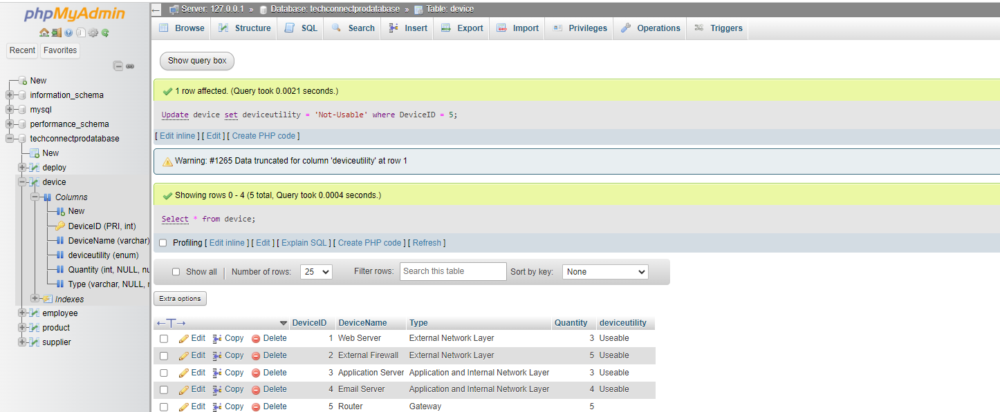 phpMyAdmin
Recent Favorites
New
information_schema
mysql
performance_schema
techconnectprodatabase
New
deploy
device
Columns
New
DeviceID (PRI, int)
DeviceName (varchar)
deviceutility (enum)
Quantity (int, NULL, nu
Type (varchar, NULL,
Indexes
employee
product
supplier
Server: 127.0.0.1 » Database: techconnectprodatabase » Table: device
Browse Structure SQL Search Insert Export Import Privileges Operations Triggers
Show query box
1 row affected. (Query took 0.0021 seconds.)
Update device set deviceutility = 'Not-Usable' where DeviceID = 5;
[ Edit inline ] [ Edit ] [ Create PHP code ]
Warning: #1265 Data truncated for column 'deviceutility' at row 1
Showing rows 0 - 4 (5 total, Query took 0.0004 seconds.)
Select * from device;
Profiling [ Edit inline ] [ Edit ] [ Explain SQL ] [ Create PHP code ] [ Refresh ]
Show all | Number of rows: 25 Filter rows: Search this table Sort by key: None
Extra options
←T→ DeviceID DeviceName Type Quantity deviceutility
Edit Copy Delete 1 Web Server External Network Layer 3 Useable
Edit Copy Delete 2 External Firewall External Network Layer 5 Useable
Edit Copy Delete 3 Application Server Application and Internal Network Layer 3 Useable
Edit Copy Delete 4 Email Server Application and Internal Network Layer 4 Useable
Edit Copy Delete 5 Router Gateway 5